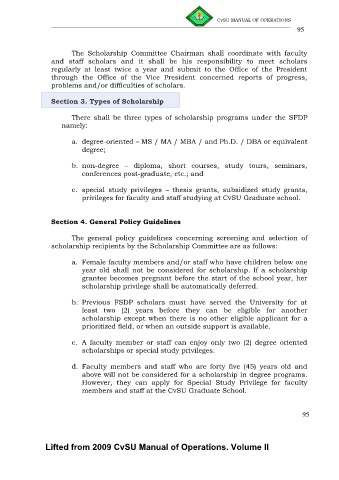 CvSU MANUAL OF OPERATIONS
95
The Scholarship Committee Chairman shall coordinate with faculty
and staff scholars and it shall be his responsibility to meet scholars
regularly at least twice a year and submit to the Office of the President
through the Office of the Vice President concerned reports of progress,
problems and/or difficulties of scholars.
Section 3. Types of Scholarship
There shall be three types of scholarship programs under the SFDP
namely:
a. degree-oriented – MS / MA / MBA / and Ph.D. / DBA or equivalent
degree;
b. non-degree – diploma, short courses, study tours, seminars,
conferences post-graduate, etc.; and
c. special study privileges – thesis grants, subsidized study grants,
privileges for faculty and staff studying at CvSU Graduate school.
Section 4. General Policy Guidelines
The general policy guidelines concerning screening and selection of
scholarship recipients by the Scholarship Committee are as follows:
a. Female faculty members and/or staff who have children below one
year old shall not be considered for scholarship. If a scholarship
grantee becomes pregnant before the start of the school year, her
scholarship privilege shall be automatically deferred.
b. Previous FSDP scholars must have served the University for at
least two (2) years before they can be eligible for another
scholarship except when there is no other eligible applicant for a
prioritized field, or when an outside support is available.
c. A faculty member or staff can enjoy only two (2) degree oriented
scholarships or special study privileges.
d. Faculty members and staff who are forty five (45) years old and
above will not be considered for a scholarship in degree programs.
However, they can apply for Special Study Privilege for faculty
members and staff at the CvSU Graduate School.
95
Lifted from 2009 CvSU Manual of Operations. Volume II